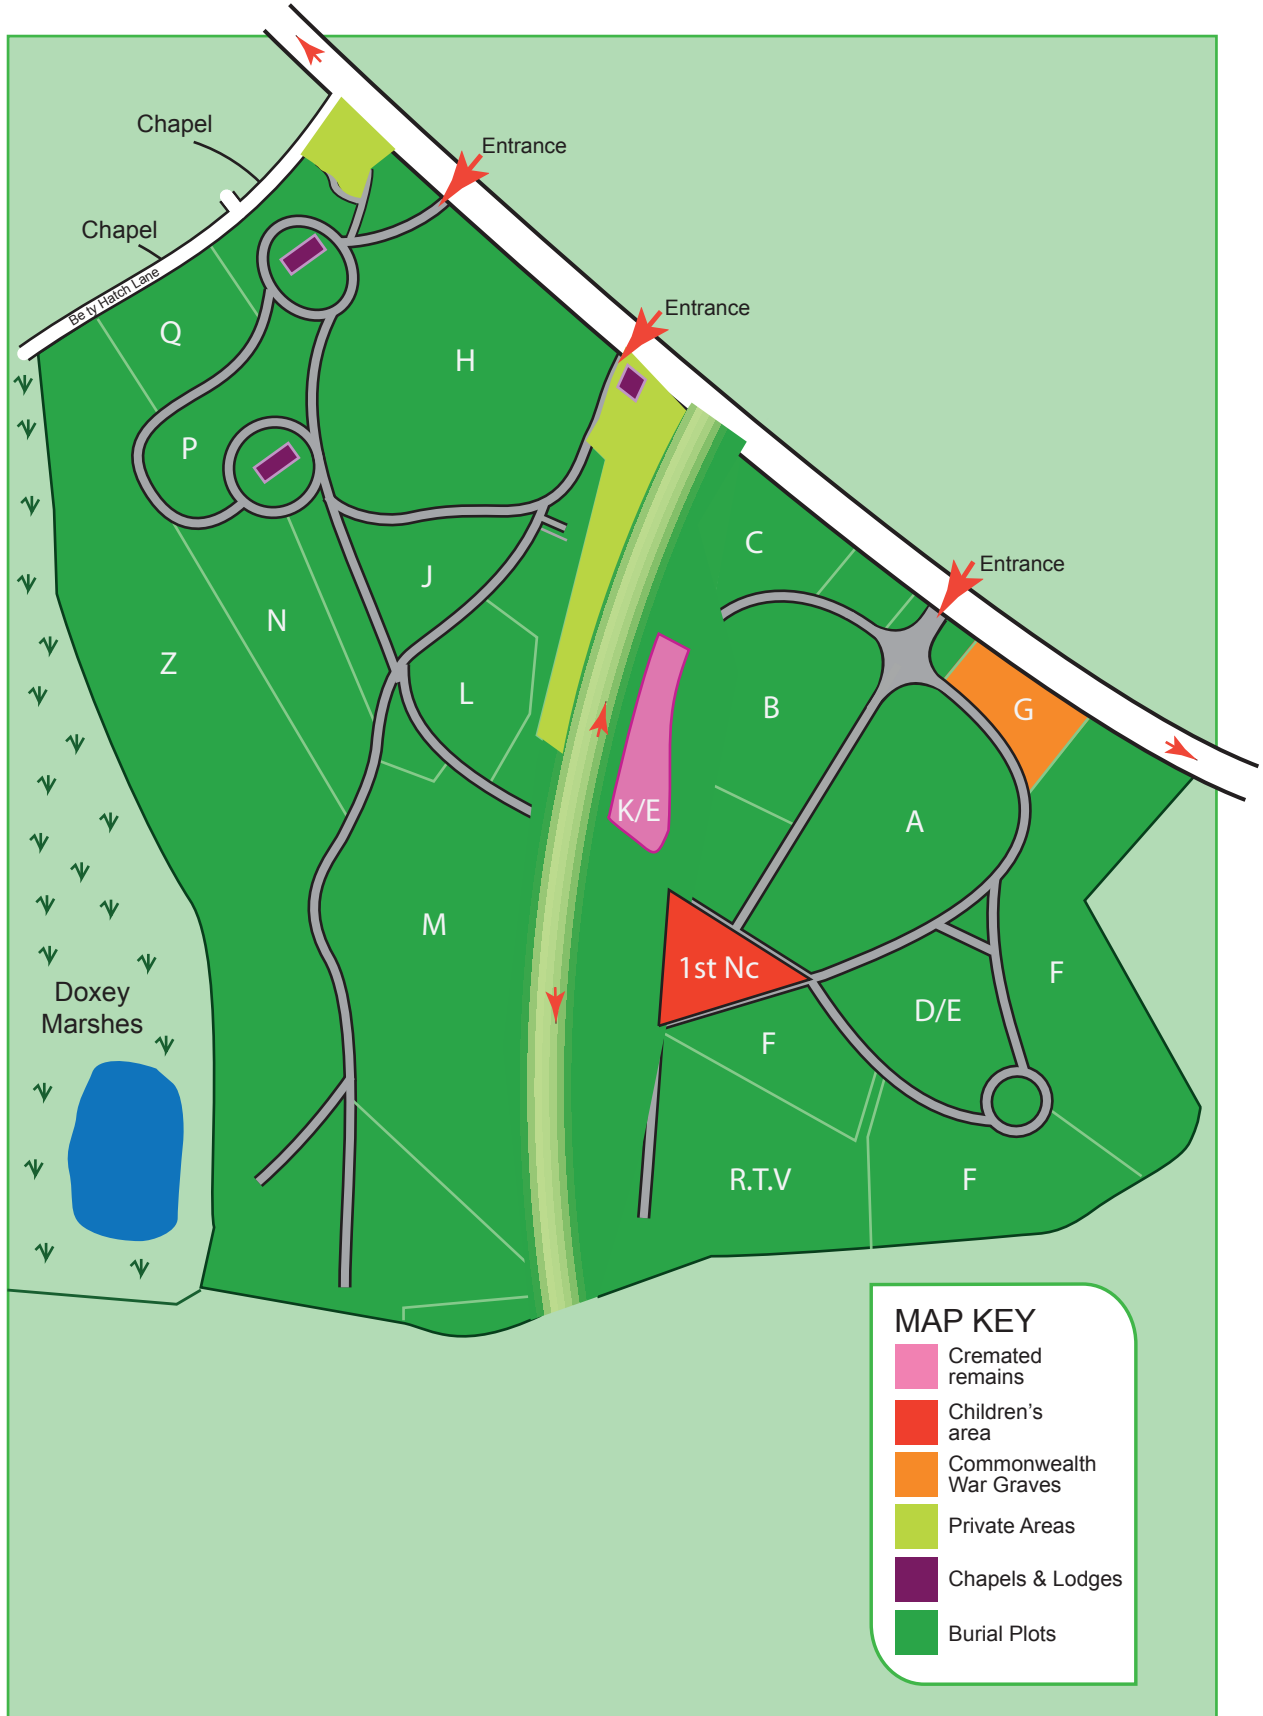 Chapel
Entrance
Chapel
Be ty Hatch Lane
Entrance
Q
H
P
C
Entrance
J
N
Z
L
B
G
K/E
A
M
1st Nc
F
Doxey
Marshes
D/E
F
R.T.V
F
MAP KEY
Cremated
remains
Children's
area
Commonwealth
War Graves
Private Areas
Chapels & Lodges
Burial Plots